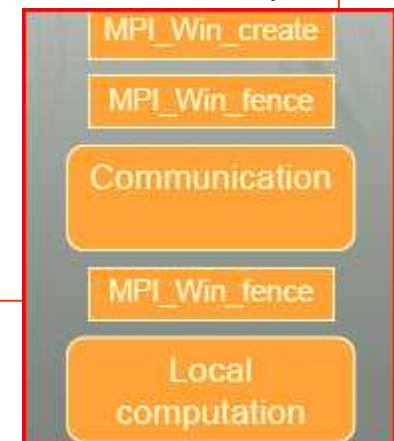 MPI_Win_create
MPI_Win_fence
Communication
MPI_Win_fence
Local
computation